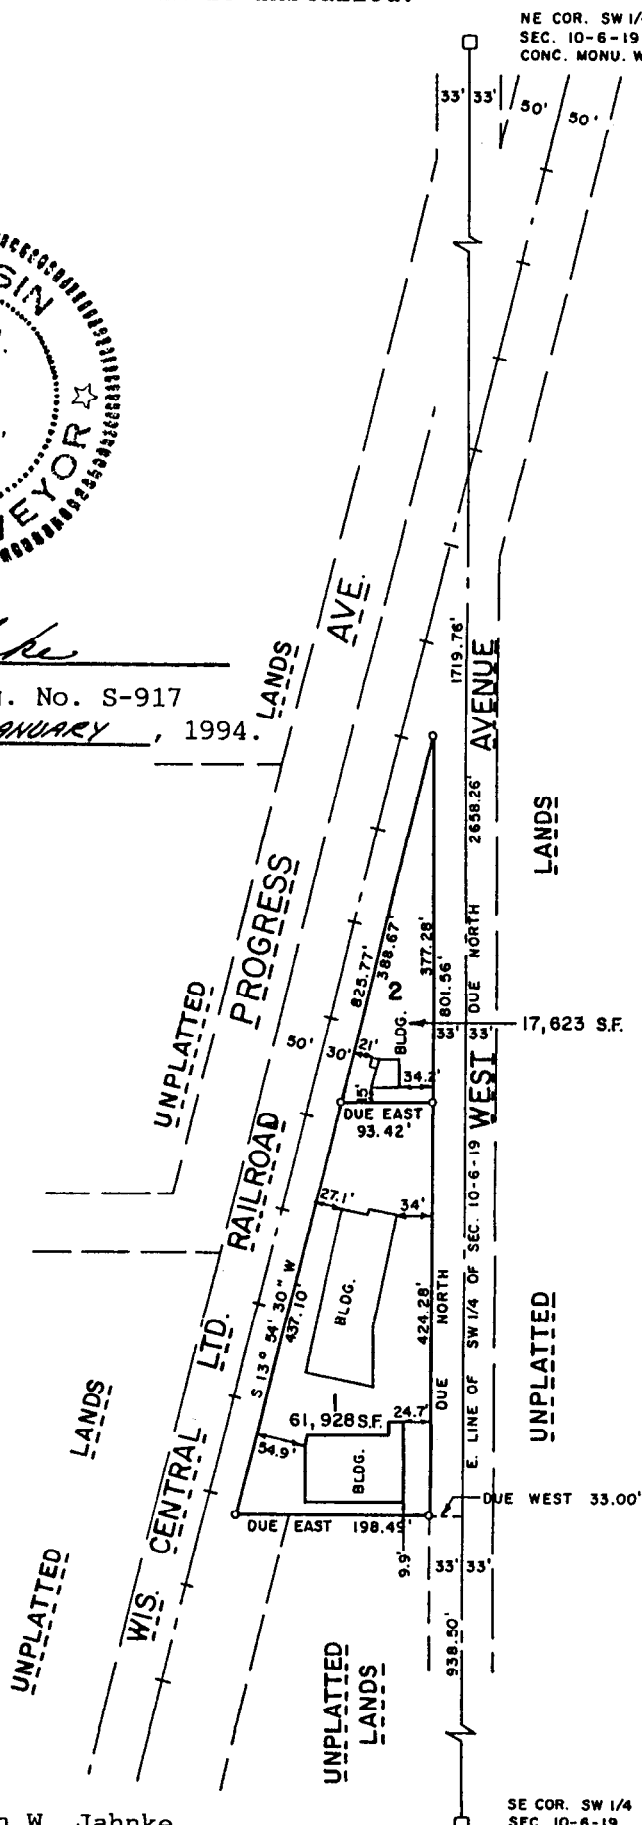 NE COR. SW 1/4
SEC. 10-6-19
CONC. MONU. W
33' 33'
50' 50'
SIN
VEYOR ☆
. No. S-917
ANUARY, 1994.
AVE.
LANDS
1719.76'
AVENUE
2658.26'
LANDS
PROGRESS
825.77'
388.67'
377.28'
801.56'
DUE NORTH
2
BLDG.
17,623 S.F.
33' 33'
UNPLATTED
50' 30' 21'
34.2'
15'
DUE EAST
93.42'
WEST
RAILROAD
27.1'
34'
BLDG.
S 13° 54' 30" W
437.10'
DUE NORTH
424.28'
E. LINE OF SW 1/4 OF SEC. 10-6-19
UNPLATTED
LTD.
LANDS
1
61,928 S.F.
24.7'
54.9'
BLDG.
CENTRAL
DUE WEST 33.00'
DUE EAST 198.49'
9.9'
33' 33'
UNPLATTED
WIS.
938.50'
UNPLATTED
LANDS
W. Jahnke
SE COR. SW 1/4
SEC. 10-6-19